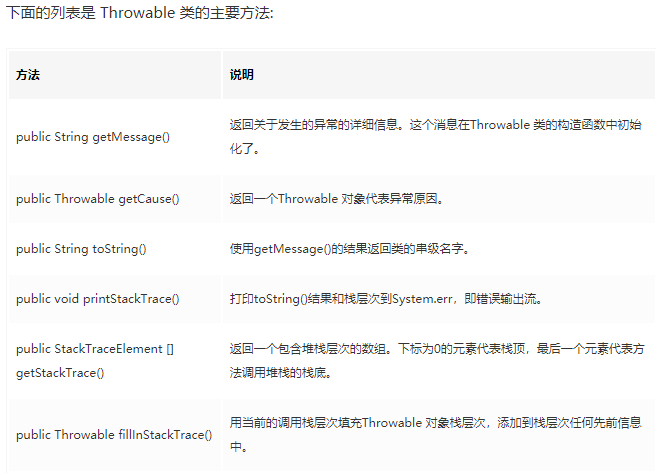 下面的列表是 Throwable 类的主要方法:
方法 说明
public String getMessage() 返回关于发生的异常的详细信息。这个消息在Throwable 类的构造函数中初始
化了。
public Throwable getCause() 返回一个Throwable 对象代表异常原因。
public String toString() 使用getMessage()的结果返回类的串级名字。
public void printStackTrace() 打印toString()结果和栈层次到System.err，即错误输出流。
public StackTraceElement [] 返回一个包含堆栈层次的数组。下标为0的元素代表栈顶，最后一个元素代表方
getStackTrace() 法调用堆栈的栈底。
public Throwable fillInStackTrace() 用当前的调用栈层次填充Throwable 对象栈层次，添加到栈层次任何先前信息
中。